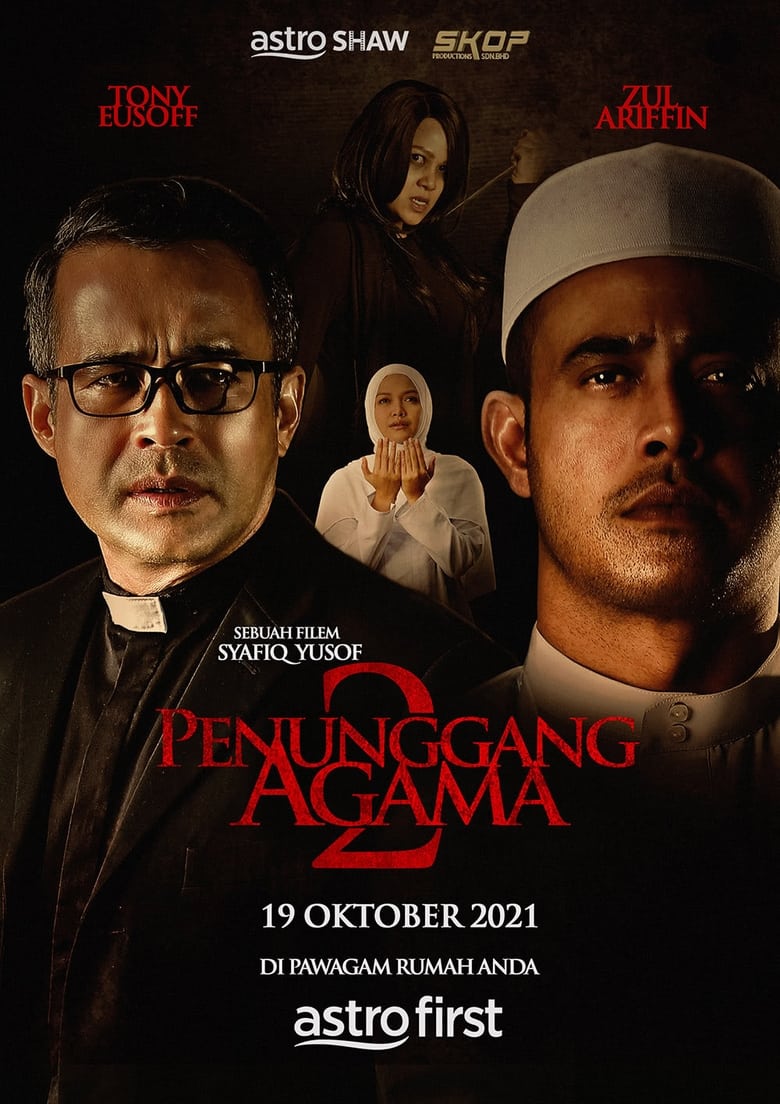 astro SHAW
SKOP
PRODUCTIONS SDN.BHD
TONY
EUSOFF
ZUL
ARIFFIN
SEBUAH FILEM
SYAFIQ YUSOF
PENUNGGANG
AGAMA
2
19 OKTOBER 2021
DI PAWAGAM RUMAH ANDA
astro first